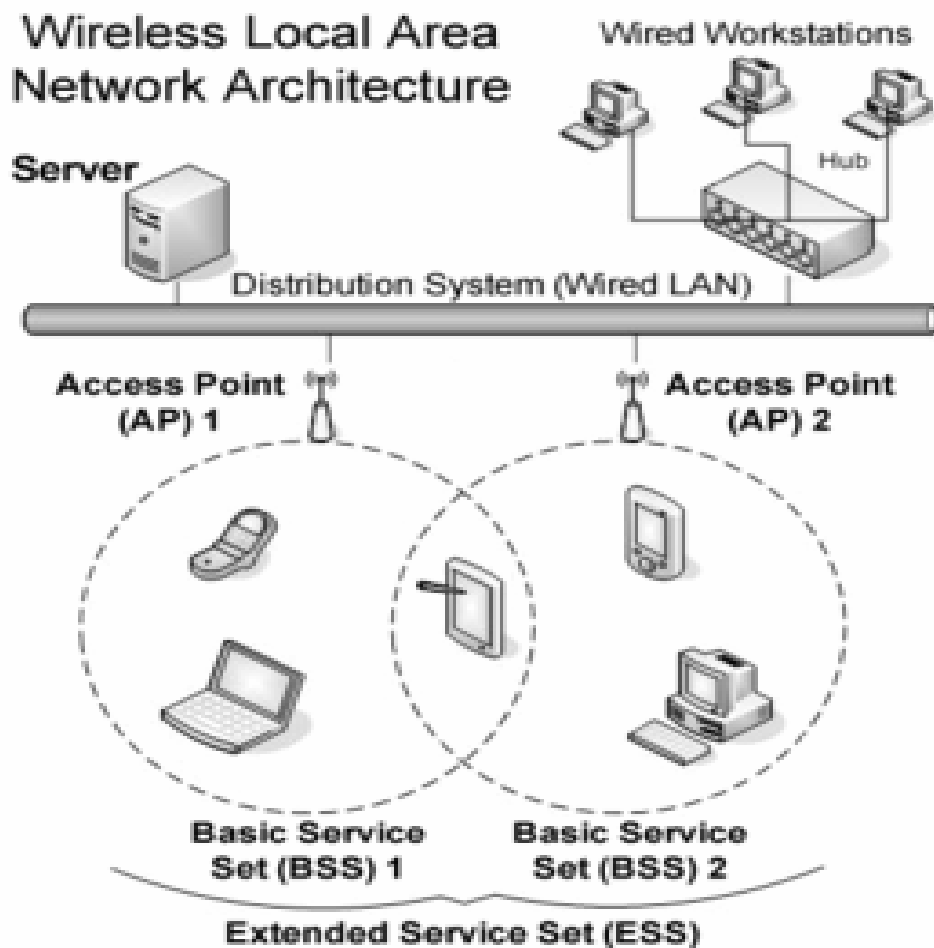 Wireless Local Area
Network Architecture
Wired Workstations
Hub
Server
Distribution System (Wired LAN)
Access Point
(AP) 1
Access Point
(AP) 2
Basic Service
Set (BSS) 1
Basic Service
Set (BSS) 2
Extended Service Set (ESS)